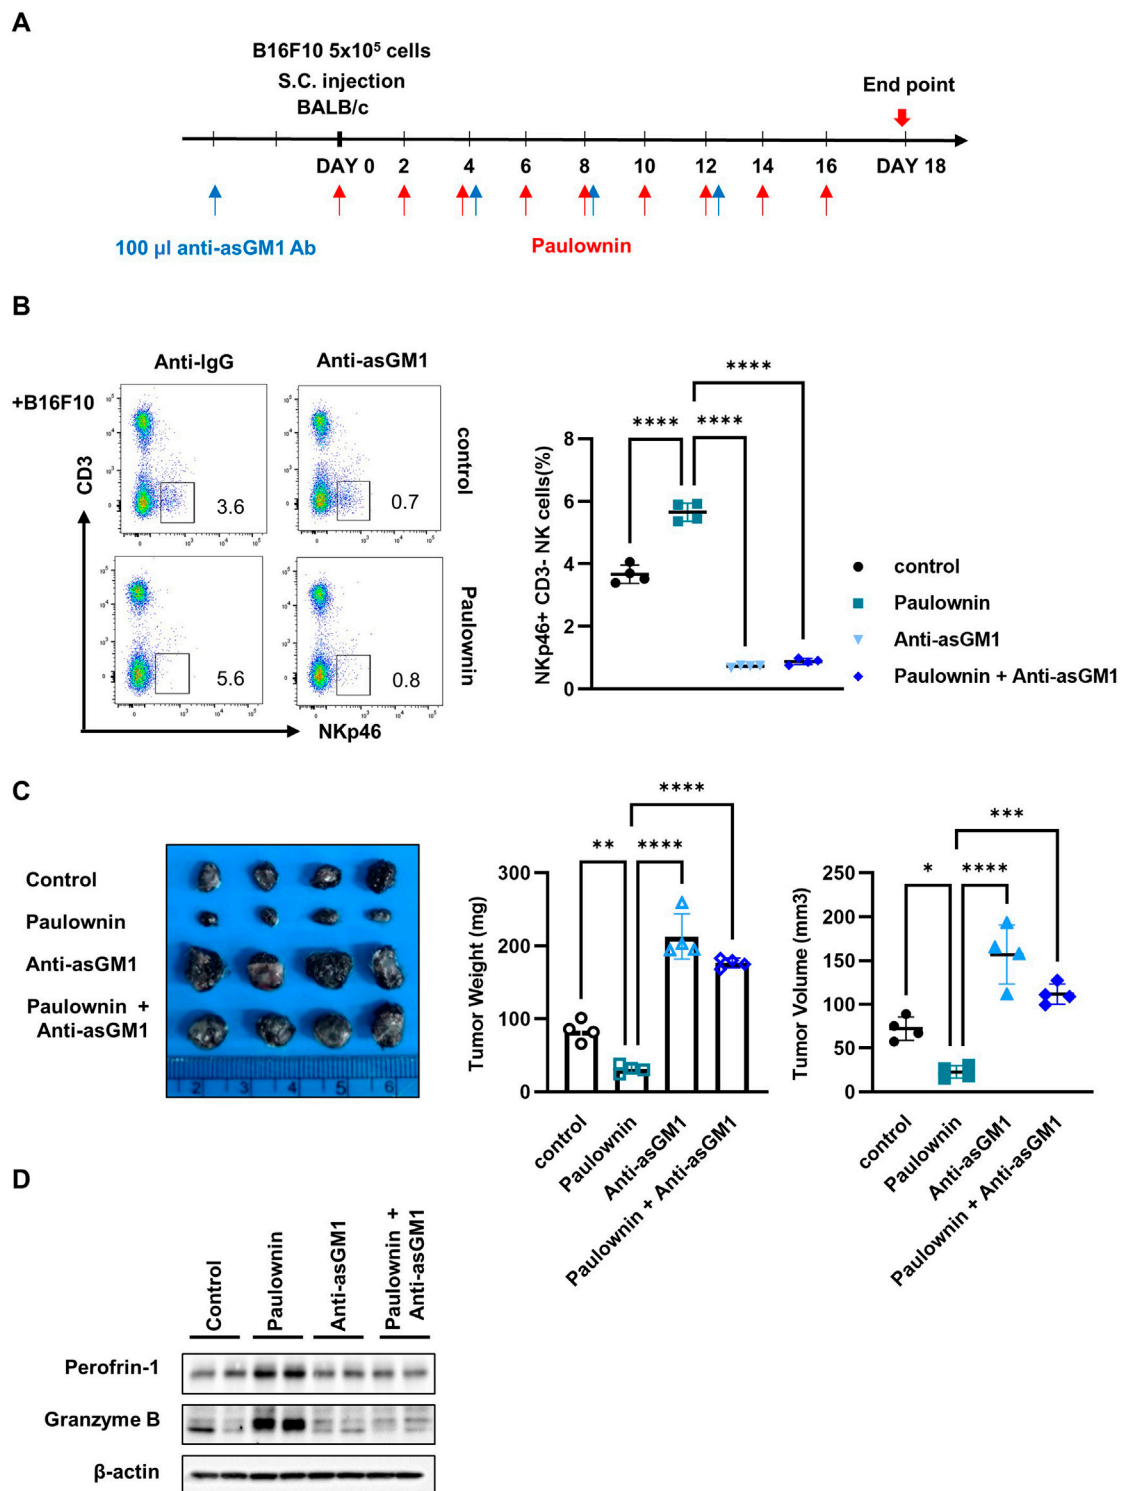 A
B16F10 5x10⁵ cells
S.C. injection
BALB/c
End point
DAY 0 2 4 6 8 10 12 14 16 DAY 18
100 µl anti-asGM1 Ab
Paulownin
B
Anti-IgG Anti-asGM1
+B16F10
CD3
3.6
0.7
control
5.6
0.8
Paulownin
NKp46
NKp46+ CD3- NK cells(%)
8
6
4
2
0
****
**** ****
control
Paulownin
Anti-asGM1
Paulownin + Anti-asGM1
C
Control
Paulownin
Anti-asGM1
Paulownin +
Anti-asGM1
2 3 4 5 6
Tumor Weight (mg)
300
200
100
0
****
** ****
control
Paulownin
Anti-asGM1
Paulownin + Anti-asGM1
Tumor Volume (mm3)
250
200
150
100
50
0
***
* ****
control
Paulownin
Anti-asGM1
Paulownin + Anti-asGM1
D
Control
Paulownin
Anti-asGM1
Paulownin +
Anti-asGM1
Perofrin-1
Granzyme B
β-actin